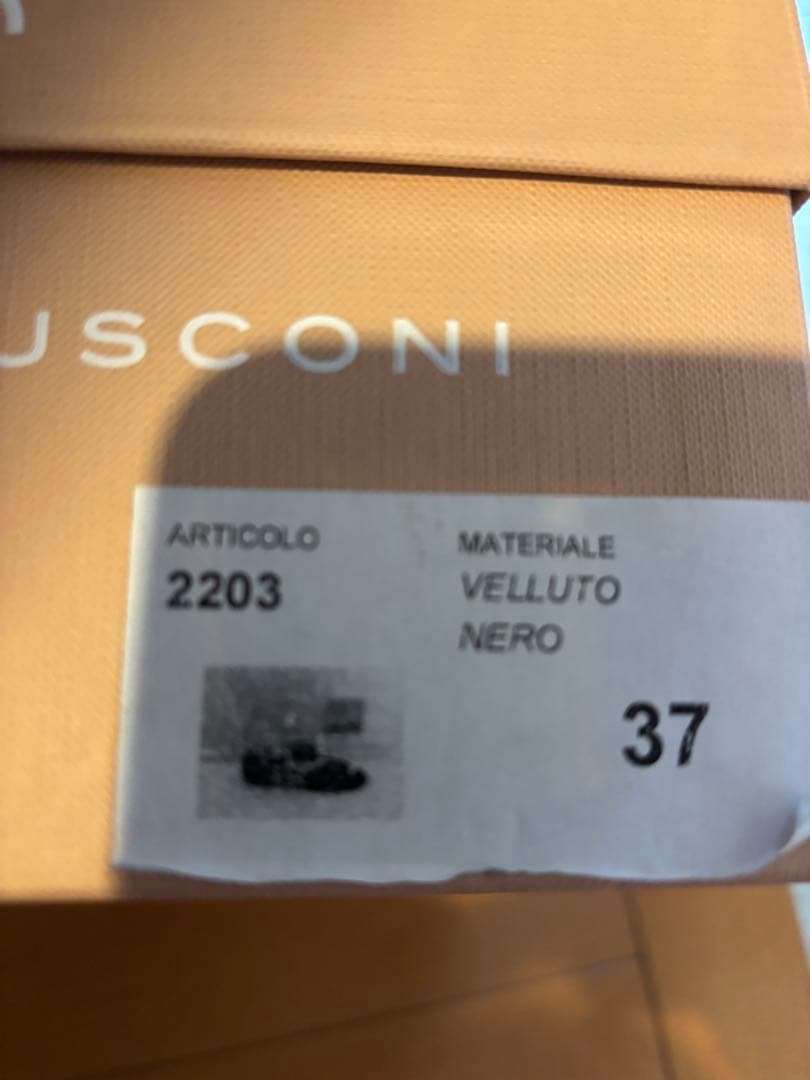 USCONI
ARTICOLO
2203
MATERIALE
VELLUTO
NERO
37